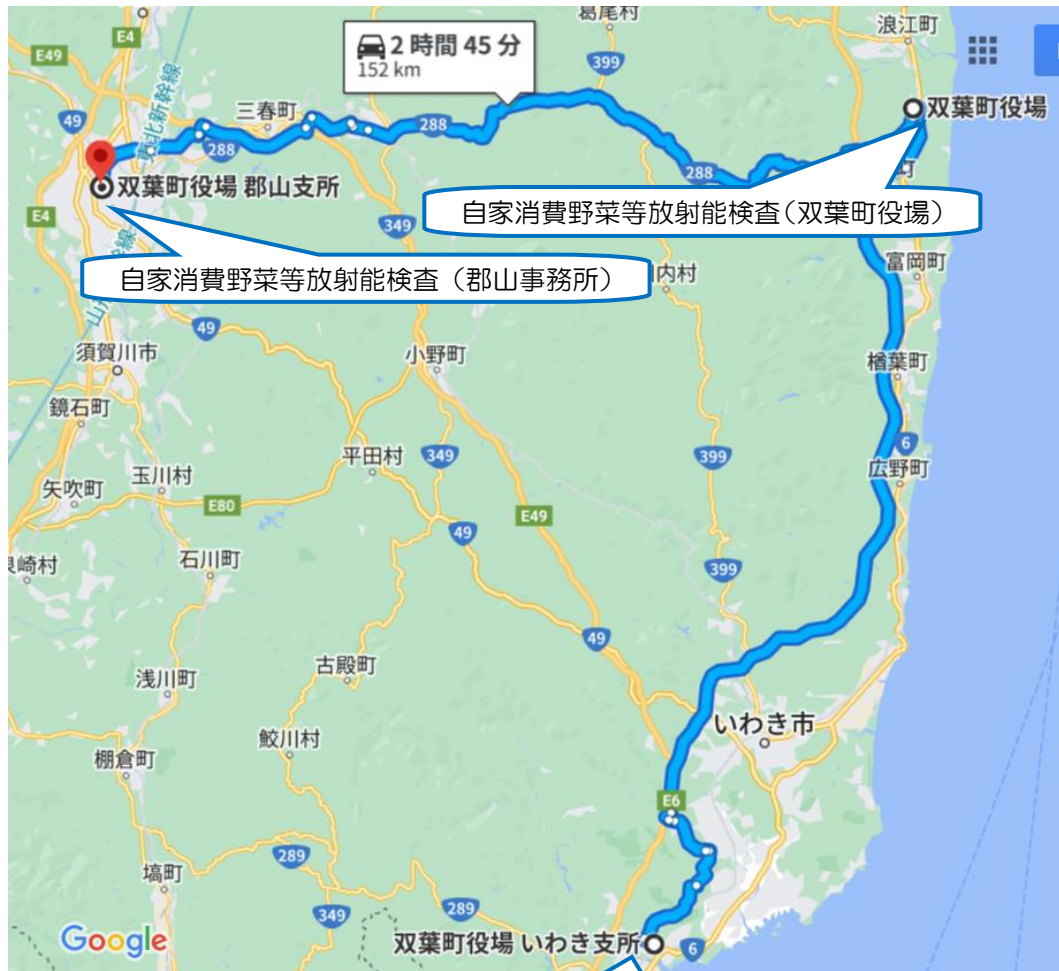 葛尾村
浪江町
E4
E49
2 時間 45 分
152 km
399
49
三春町
288
双葉町役場
東北新幹線
288
288
双葉町役場 郡山支所
自家消費野菜等放射能検査(双葉町役場)
町
E4
349
富岡町
自家消費野菜等放射能検査(郡山事務所)
内村
49
須賀川市
小野町
楢葉町
鏡石町
6
平田村
349
399
広野町
玉川村
矢吹町
E80
E49
49
石川町
崎村
399
49
古殿町
浅川町
いわき市
鮫川村
棚倉町
E6
289
塙町
349
289
Google
双葉町役場 いわき支所
6